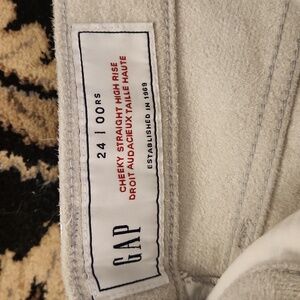 24 | 00RS
CHEEKY STRAIGHT HIGH RISE
DROIT AUDACIEUX TAILLE HAUTE
ESTABLISHED IN 1969
GAP